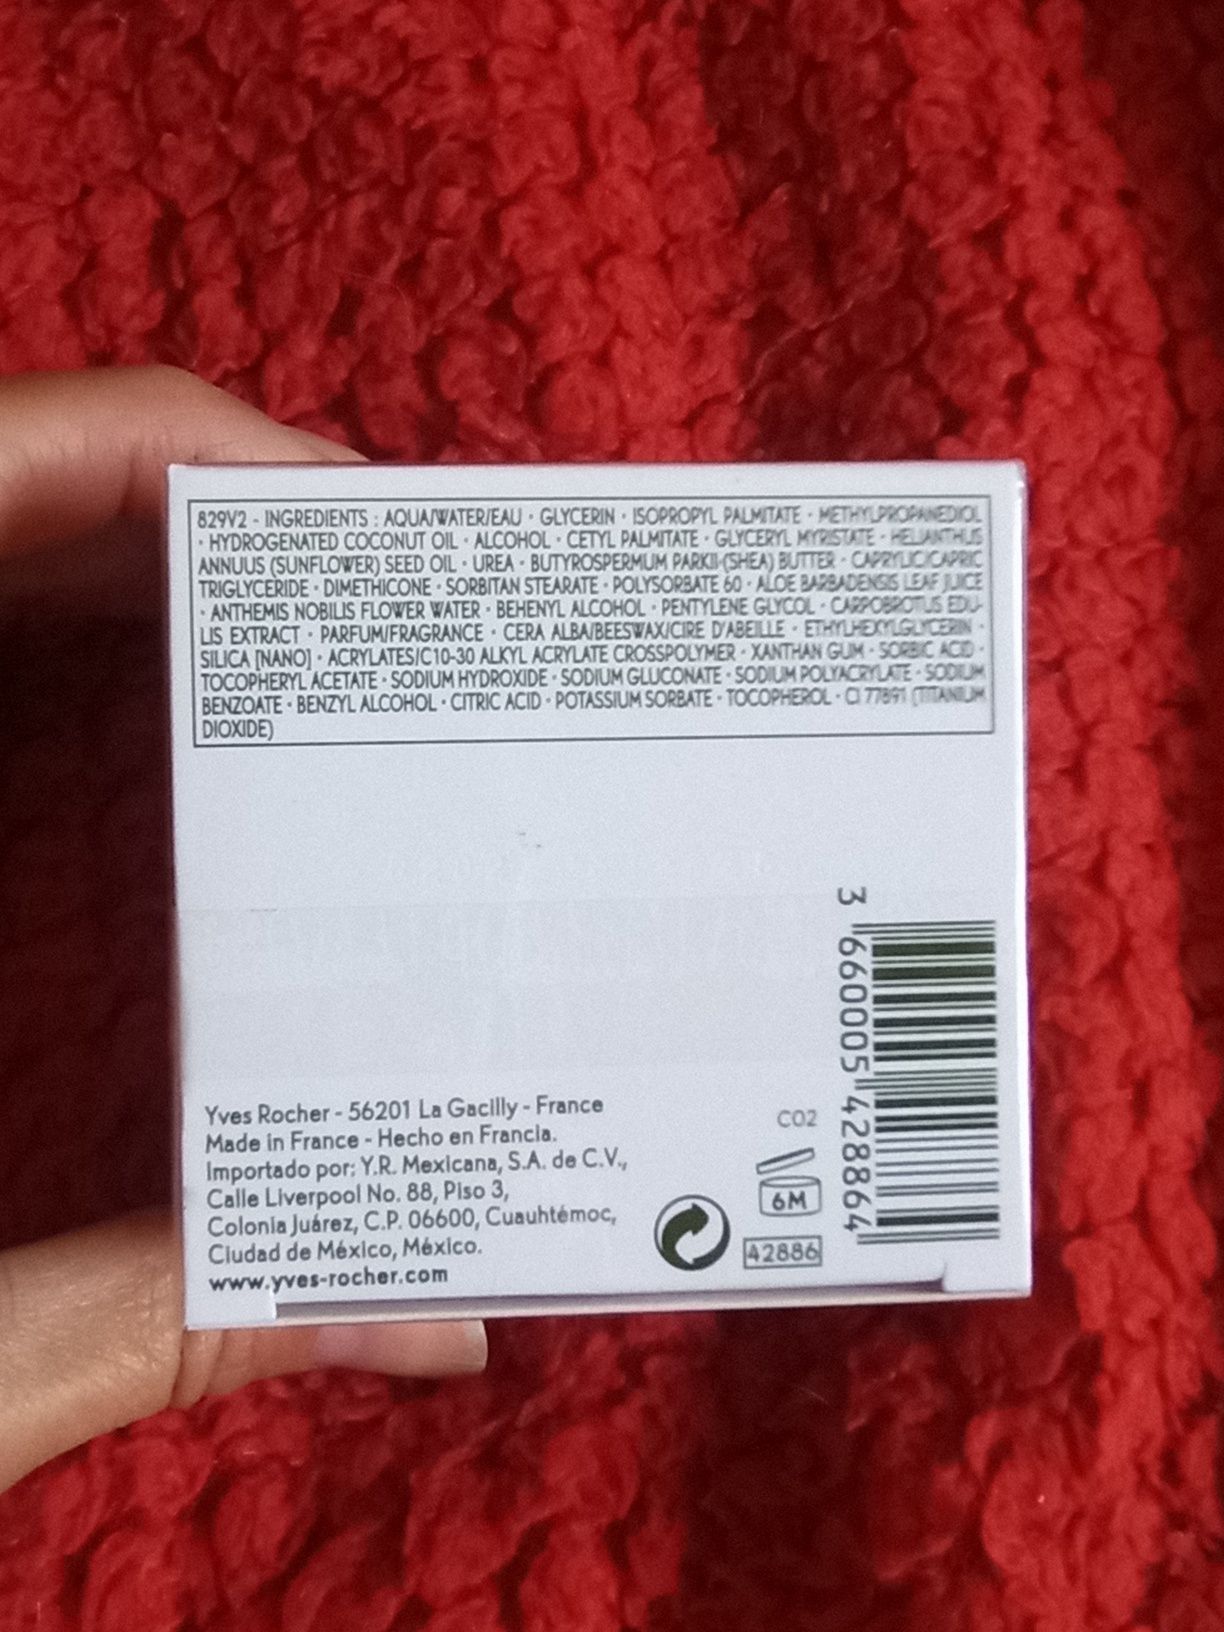 829V2 - INGREDIENTS : AQUA/WATER/EAU · GLYCERIN · ISOPROPYL PALMITATE · METHYLPROPANEDIOL
· HYDROGENATED COCONUT OIL · ALCOHOL · CETYL PALMITATE · GLYCERYL MYRISTATE · HELIANTHUS
ANNUUS (SUNFLOWER) SEED OIL · UREA · BUTYROSPERMUM PARKII (SHEA) BUTTER · CAPRYLIC/CAPRIC
TRIGLYCERIDE · DIMETHICONE · SORBITAN STEARATE · POLYSORBATE 60 · ALOE BARBADENSIS LEAF JUICE
· ANTHEMIS NOBILIS FLOWER WATER · BEHENYL ALCOHOL · PENTYLENE GLYCOL · CARPOBROTUS EDU-
LIS EXTRACT · PARFUM/FRAGRANCE · CERA ALBA/BEESWAX/CIRE D'ABEILLE · ETHYLHEXYLGLYCERIN ·
SILICA [NANO] · ACRYLATES/C10-30 ALKYL ACRYLATE CROSSPOLYMER · XANTHAN GUM · SORBIC ACID ·
TOCOPHERYL ACETATE · SODIUM HYDROXIDE · SODIUM GLUCONATE · SODIUM POLYACRYLATE · SODIUM
BENZOATE · BENZYL ALCOHOL · CITRIC ACID · POTASSIUM SORBATE · TOCOPHEROL · CI 77891 (TITANIUM
DIOXIDE)
Yves Rocher - 56201 La Gacilly - France
Made in France - Hecho en Francia.
Importado por: Y.R. Mexicana, S.A. de C.V.,
Calle Liverpool No. 88, Piso 3,
Colonia Juárez, C.P. 06600, Cuauhtémoc,
Ciudad de México, México.
www.yves-rocher.com
C02
6M
42886
3 660005 428864